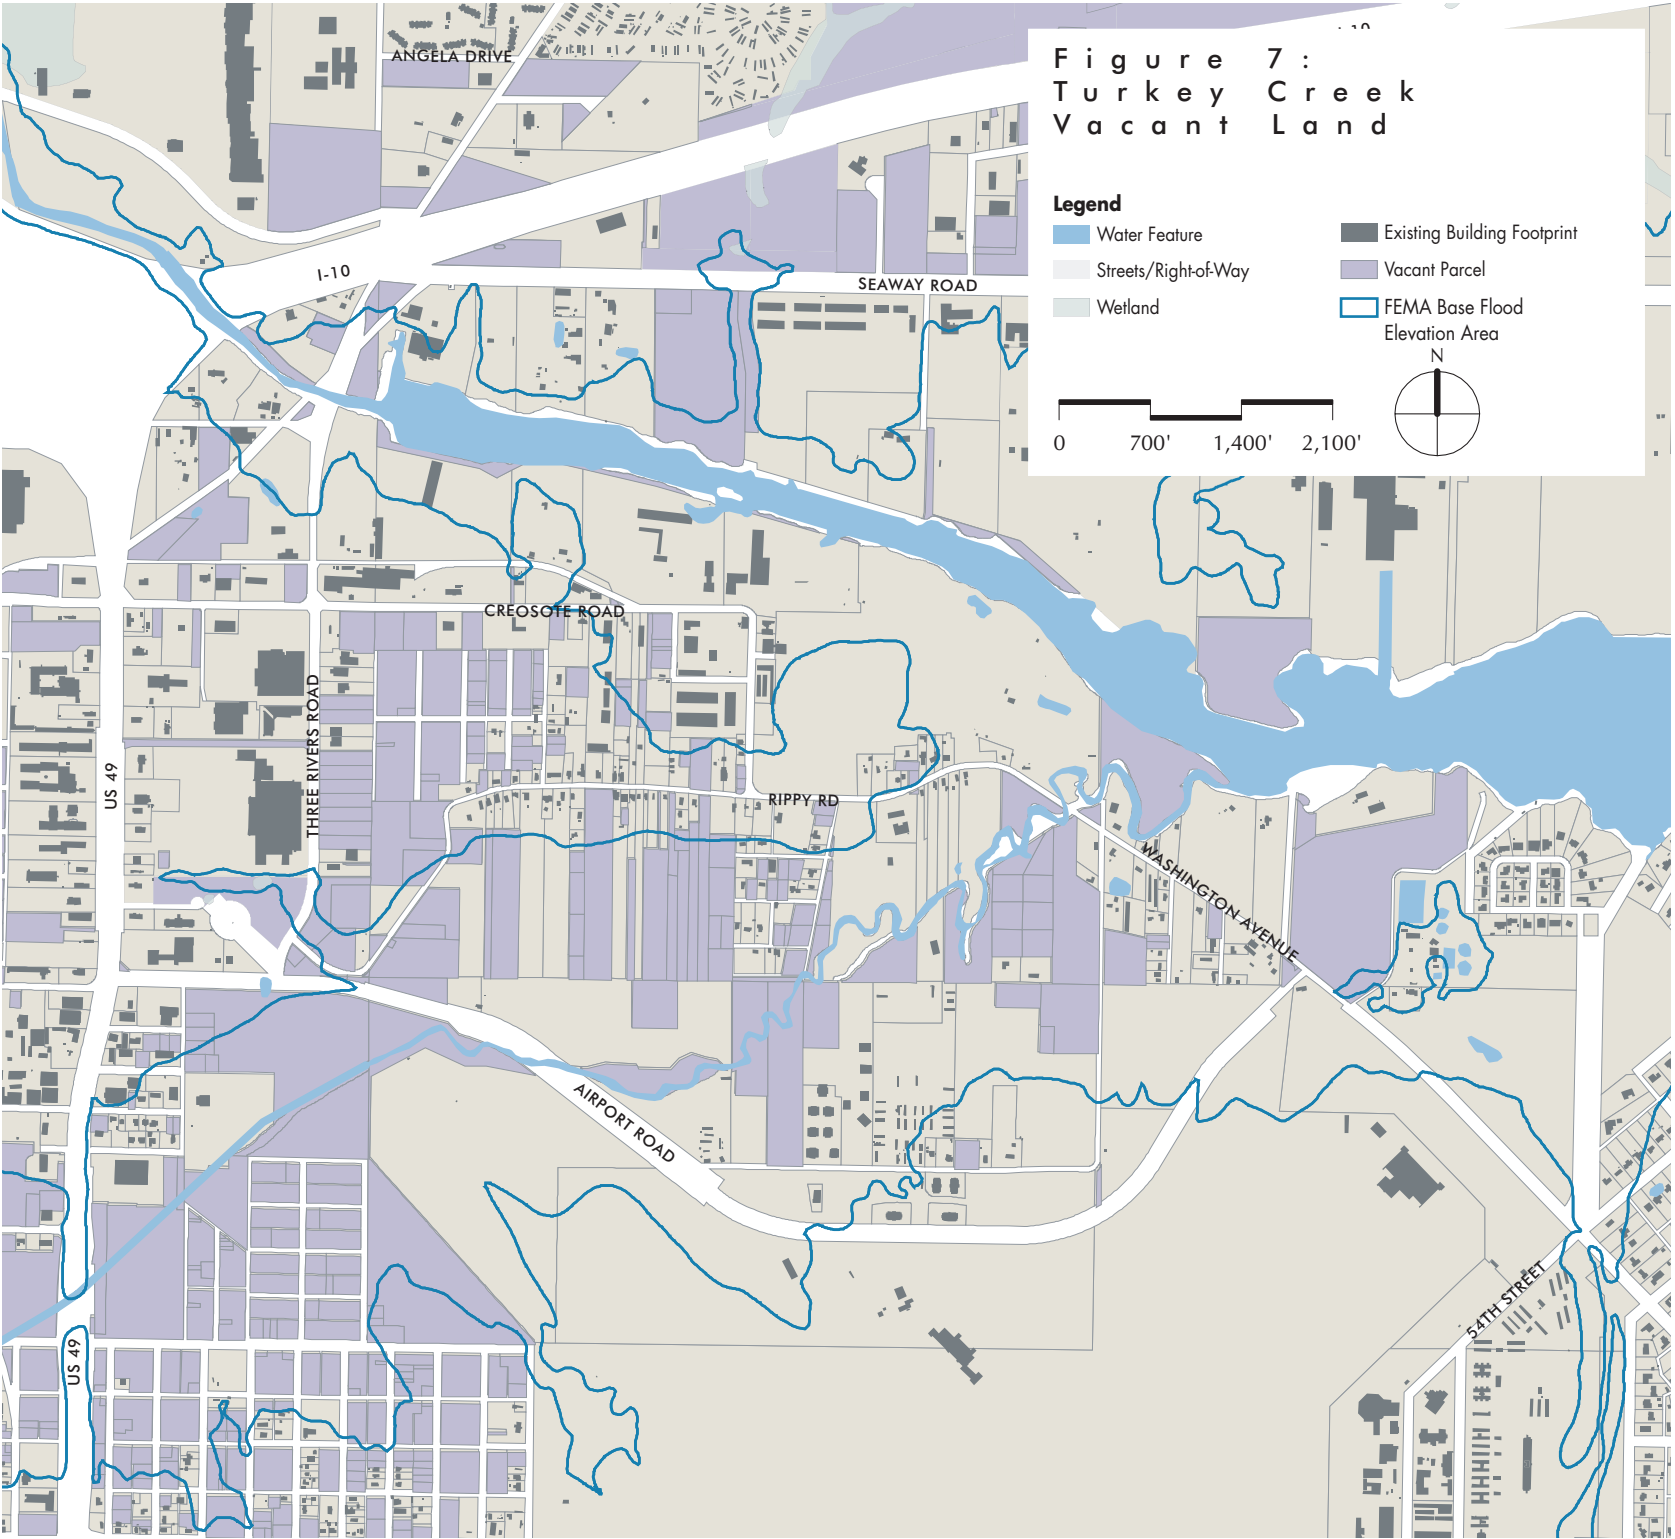 ANGELA DRIVE
Figure 7:
Turkey Creek
Vacant Land
Legend
Water Feature
Streets/Right-of-Way
Wetland
Existing Building Footprint
Vacant Parcel
FEMA Base Flood
Elevation Area
N
0 700' 1,400' 2,100'
I-10
SEAWAY ROAD
CREOSOTE ROAD
THREE RIVERS ROAD
US 49
RIPPY RD
WASHINGTON AVENUE
AIRPORT ROAD
54TH STREET
US 49